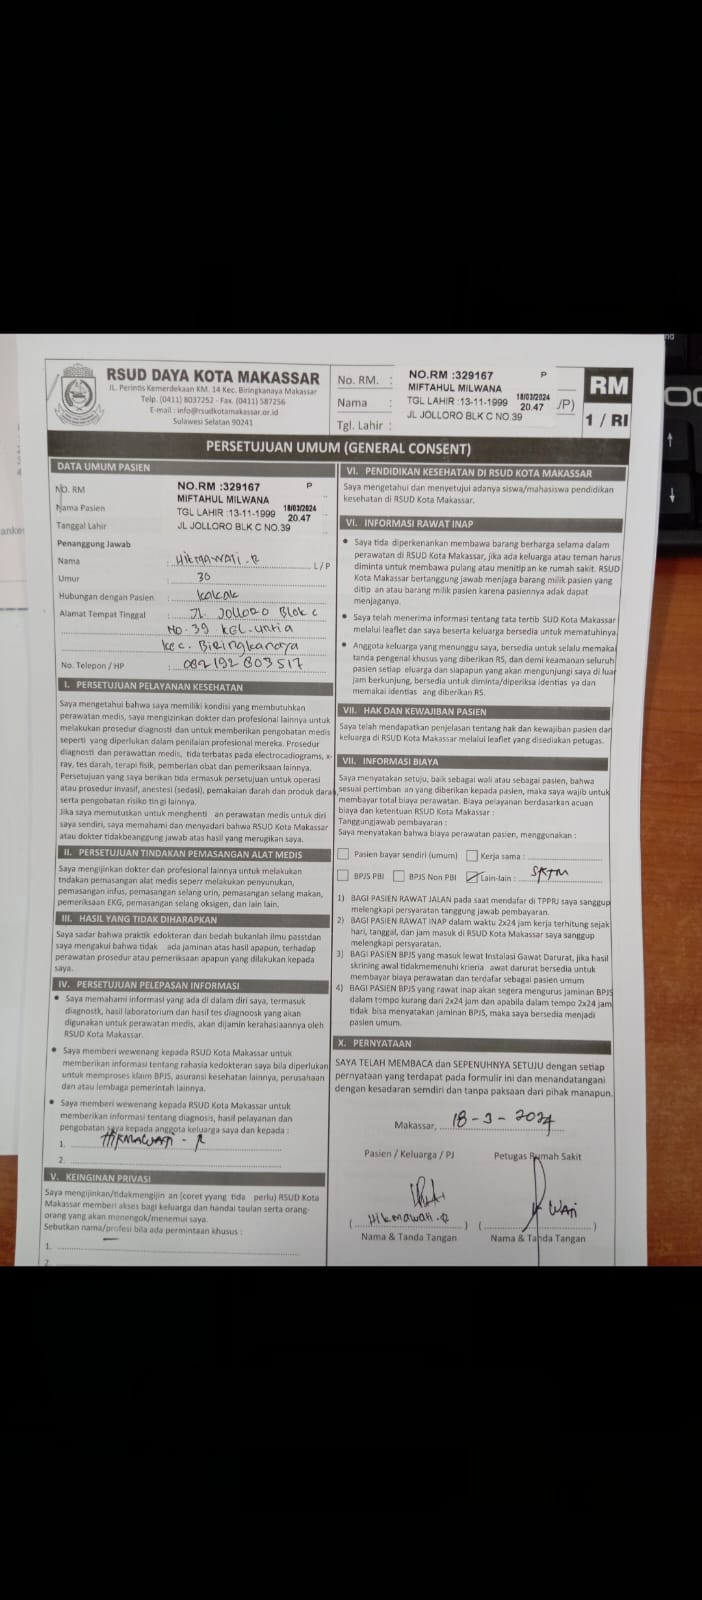 RSUD DAYA KOTA MAKASSAR
JL. Perintis Kemerdekaan KM. 14 Kec. Biringkanaya Makassar
Telp. (0411) 8037252 - Fax. (0411) 587256
E-mail : info@rsudkotamakassar.or.id
Sulawesi Selatan 90241
No. RM. :
Nama :
Tgl. Lahir :
NO.RM :329167 P
MIFTAHUL MILWANA
TGL LAHIR :13-11-1999 18/03/2024 20.47
JL JOLLORO BLK C NO.39
/P)
RM
1 / RI
PERSETUJUAN UMUM (GENERAL CONSENT)
DATA UMUM PASIEN
NO. RM
NO.RM :329167 P
Nama Pasien
MIFTAHUL MILWANA
TGL LAHIR :13-11-1999 18/03/2024 20.47
Tanggal Lahir
JL JOLLORO BLK C NO.39
Penanggung Jawab
Nama : HIKMAWATI-R L/P
Umur : 30
Hubungan dengan Pasien : kakak
Alamat Tempat Tinggal : Jl. JOLLORO Blok C
NO-39 KEL-untia
kec. Biringkanaya
No. Telepon / HP : 082192803517
I. PERSETUJUAN PELAYANAN KESEHATAN
Saya mengetahui bahwa saya memiliki kondisi yang membutuhkan
perawatan medis, saya mengizinkan dokter dan profesional lainnya untuk
melakukan prosedur diagnosti dan untuk memberikan pengobatan medis
seperti yang diperlukan dalam penilaian profesional mereka. Prosedur
diagnosti dan perawattan medis, tida terbatas pada electrocadiograms, x-
ray, tes darah, terapi fisik, pemberian obat dan pemeriksaan lainnya.
Persetujuan yang saya berikan tida ermasuk persetujuan untuk operasi
atau prosedur invasif, anestesi (sedasi), pemakaian darah dan produk darah,
serta pengobatan risiko tin gi lainnya.
Jika saya memutuskan untuk menghenti an perawatan medis untuk diri
saya sendiri, saya memahami dan menyadari bahwa RSUD Kota Makassar
atau dokter tidakbeanggung jawab atas hasil yang merugikan saya.
II. PERSETUJUAN TINDAKAN PEMASANGAN ALAT MEDIS
Saya mengijinkan dokter dan profesional lainnya untuk melakukan
tndakan pemasangan alat medis seperr melakukan penyunukan,
pemasangan infus, pemasangan selang urin, pemasangan selang makan,
pemeriksaan EKG, pemasangan selang oksigen, dan lain lain.
III. HASIL YANG TIDAK DIHARAPKAN
Saya sadar bahwa praktik edokteran dan bedah bukanlah ilmu passtdan
saya mengakui bahwa tidak ada jaminan atas hasil apapun, terhadap
perawatan prosedur atau pemeriksaan apapun yang dilakukan kepada
saya.
IV. PERSETUJUAN PELEPASAN INFORMASI
• Saya memahami informasi yang ada di dalam diri saya, termasuk
diagnostk, hasil laboratorium dan hasil tes diagnoosk yang akan
digunakan untuk perawatan medis, akan dijamin kerahasiaannya oleh
RSUD Kota Makassar.
• Saya memberi wewenang kepada RSUD Kota Makassar untuk
memberikan informasi tentang rahasia kedokteran saya bila diperlukan
untuk memproses klaim BPJS, asuransi kesehatan lainnya, perusahaan
dan atau lembaga pemerintah lainnya.
• Saya memberi wewenang kepada RSUD Kota Makassar untuk
memberikan informasi tentang diagnosis, hasil pelayanan dan
pengobatan saya kepada anggota keluarga saya dan kepada :
1. HIKMAWATI - R
2.
V. KEINGINAN PRIVASI
Saya mengijinkan/tidakmengijin an (coret yyang tida perlu) RSUD Kota
Makassar memberi akses bagi keluarga dan handai taulan serta orang-
orang yang akan menengok/menemui saya.
Sebutkan nama/profesi bila ada permintaan khusus :
1.
2.
VI. PENDIDIKAN KESEHATAN DI RSUD KOTA MAKASSAR
Saya mengetahui dan menyetujui adanya siswa/mahasiswa pendidikan
kesehatan di RSUD Kota Makassar.
VI. INFORMASI RAWAT INAP
• Saya tida diperkenankan membawa barang berharga selama dalam
perawatan di RSUD Kota Makassar, jika ada keluarga atau teman harus
diminta untuk membawa pulang atau menitip an ke rumah sakit. RSUD
Kota Makassar bertanggung jawab menjaga barang milik pasien yang
ditip an atau barang milik pasien karena pasiennya adak dapat
menjaganya.
• Saya telah menerima informasi tentang tata tertib SUD Kota Makassar
melalui leaflet dan saya beserta keluarga bersedia untuk mematuhinya.
• Anggota keluarga yang menunggu saya, bersedia untuk selalu memakai
tanda pengenal khusus yang diberikan RS, dan demi keamanan seluruh
pasien setiap eluarga dan siapapun yang akan mengunjungi saya di luar
jam berkunjung, bersedia untuk diminta/diperiksa identias ya dan
memakai identias ang diberikan RS.
VII. HAK DAN KEWAJIBAN PASIEN
Saya telah mendapatkan penjelasan tentang hak dan kewajiban pasien dan
keluarga di RSUD Kota Makassar melalui leaflet yang disediakan petugas.
VII. INFORMASI BIAYA
Saya menyatakan setuju, baik sebagai wali atau sebagai pasien, bahwa
sesuai pertimban an yang diberikan kepada pasien, maka saya wajib untuk
membayar total biaya perawatan. Biaya pelayanan berdasarkan acuan
biaya dan ketentuan RSUD Kota Makassar :
Tanggungjawab pembayaran :
Saya menyatakan bahwa biaya perawatan pasien, menggunakan :
Pasien bayar sendiri (umum) Kerja sama :
BPJS PBI BPJS Non PBI Lain-lain : SKTM
1) BAGI PASIEN RAWAT JALAN pada saat mendafar di TPPRJ saya sanggup
melengkapi persyaratan tanggung jawab pembayaran.
2) BAGI PASIEN RAWAT INAP dalam waktu 2x24 jam kerja terhitung sejak
hari, tanggal, dan jam masuk di RSUD Kota Makassar saya sanggup
melengkapi persyaratan.
3) BAGI PASIEN BPJS yang masuk lewat Instalasi Gawat Darurat, jika hasil
skrining awal tidakmemenuhi krieria awat darurat bersedia untuk
membayar biaya perawatan dan terdafar sebagai pasien umum
4) BAGI PASIEN BPJS yang rawat inap akan segera mengurus jaminan BPJS
dalam tempo kurang dari 2x24 jam dan apabila dalam tempo 2x24 jam
tidak bisa menyatakan jaminan BPJS, maka saya bersedia menjadi
pasien umum.
X. PERNYATAAN
SAYA TELAH MEMBACA dan SEPENUHNYA SETUJU dengan setiap
pernyataan yang terdapat pada formulir ini dan menandatangani
dengan kesadaran semdiri dan tanpa paksaan dari pihak manapun.
Makassar, 18-3-2024
Pasien / Keluarga / PJ Petugas Rumah Sakit
( Hikmawati-R ) ( WATI )
Nama & Tanda Tangan Nama & Tanda Tangan